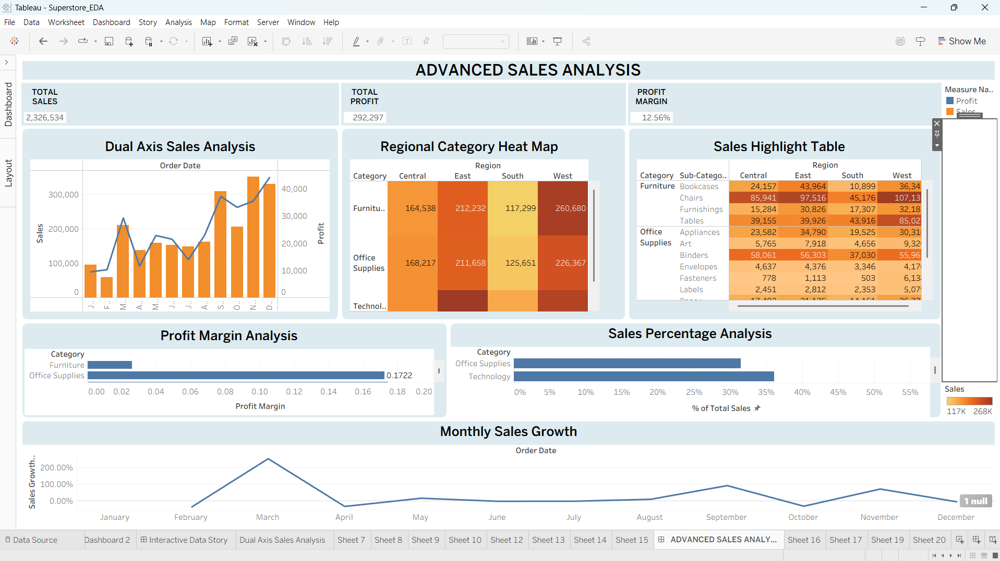 Tableau - Superstore_EDA
File Data Worksheet Dashboard Story Analysis Map Format Server Window Help
Show Me
Dashboard
Layout
ADVANCED SALES ANALYSIS
TOTAL
SALES
2,326,534
TOTAL
PROFIT
292,297
PROFIT
MARGIN
12.56%
Measure Na..
Profit
Sales
Dual Axis Sales Analysis
Order Date
Sales
300,000
200,000
100,000
0
40,000
30,000
20,000
10,000
0
Profit
J.. F.. M.. A.. M.. J.. J.. A.. S.. O.. N.. D..
Regional Category Heat Map
Region
Category Central East South West
Furnitu.. 164,538 212,232 117,299 260,680
Office
Supplies 168,217 211,658 125,651 226,367
Technol..
Sales Highlight Table
Region
Category Sub-Catego.. Central East South West
Furniture Bookcases 24,157 43,964 10,899 36,34
Chairs 85,941 97,516 45,176 107,13
Furnishings 15,284 30,826 17,307 32,18
Tables 39,155 39,926 43,916 85,02
Office
Supplies
Appliances 23,582 34,790 19,525 30,31
Art 5,765 7,918 4,656 9,32
Binders 58,061 56,303 37,030 55,96
Envelopes 4,637 4,376 3,346 4,17
Fasteners 778 1,113 503 6,13
Labels 2,451 2,812 2,353 5,07
Profit Margin Analysis
Category
Furniture
Office Supplies 0.1722
0.00 0.02 0.04 0.06 0.08 0.10 0.12 0.14 0.16 0.18 0.20
Profit Margin
Sales Percentage Analysis
Category
Office Supplies
Technology
0% 5% 10% 15% 20% 25% 30% 35% 40% 45% 50% 55%
% of Total Sales
Sales
117K 268K
Monthly Sales Growth
Order Date
Sales Growth..
200.00%
100.00%
0.00%
1 null
January February March April May June July August September October November December
Data Source Dashboard 2 Interactive Data Story Dual Axis Sales Analysis Sheet 7 Sheet 8 Sheet 9 Sheet 10 Sheet 12 Sheet 13 Sheet 14 Sheet 15 ADVANCED SALES ANALY... Sheet 16 Sheet 17 Sheet 19 Sheet 20